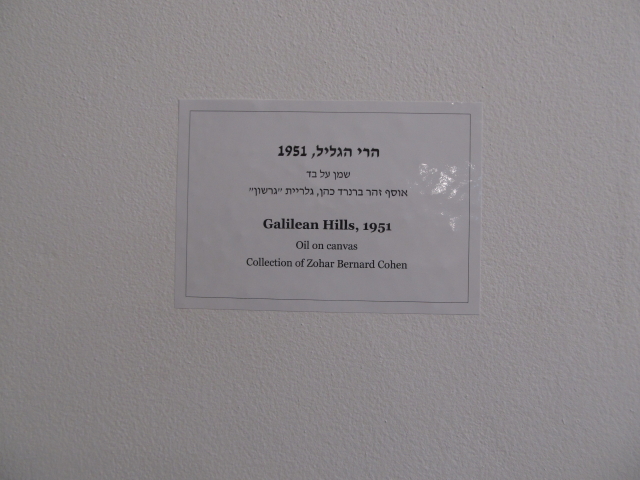 הרי הגליל, 1951
שמן על בד
אוסף זהר ברנרד כהן, גלריית "גרשון"
Galilean Hills, 1951
Oil on canvas
Collection of Zohar Bernard Cohen